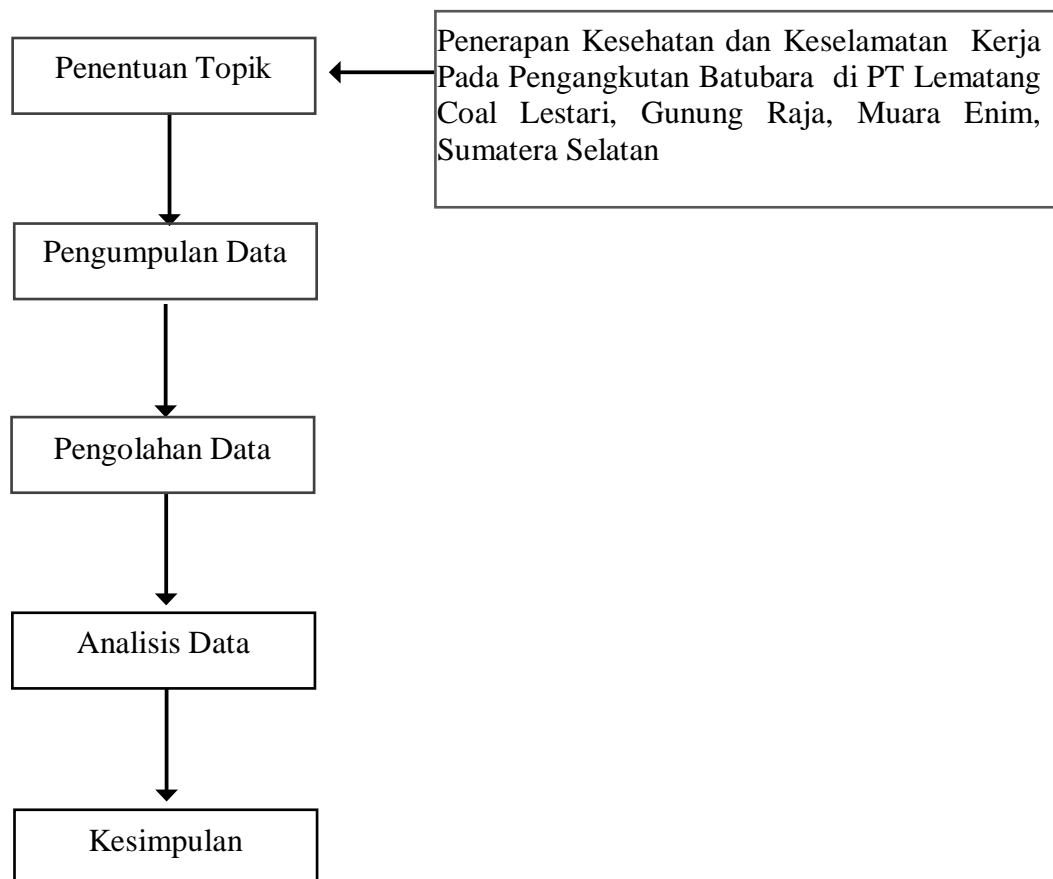 Penentuan Topik
Penerapan Kesehatan dan Keselamatan Kerja
Pada Pengangkutan Batubara di PT Lematang
Coal Lestari, Gunung Raja, Muara Enim,
Sumatera Selatan
Pengumpulan Data
Pengolahan Data
Analisis Data
Kesimpulan